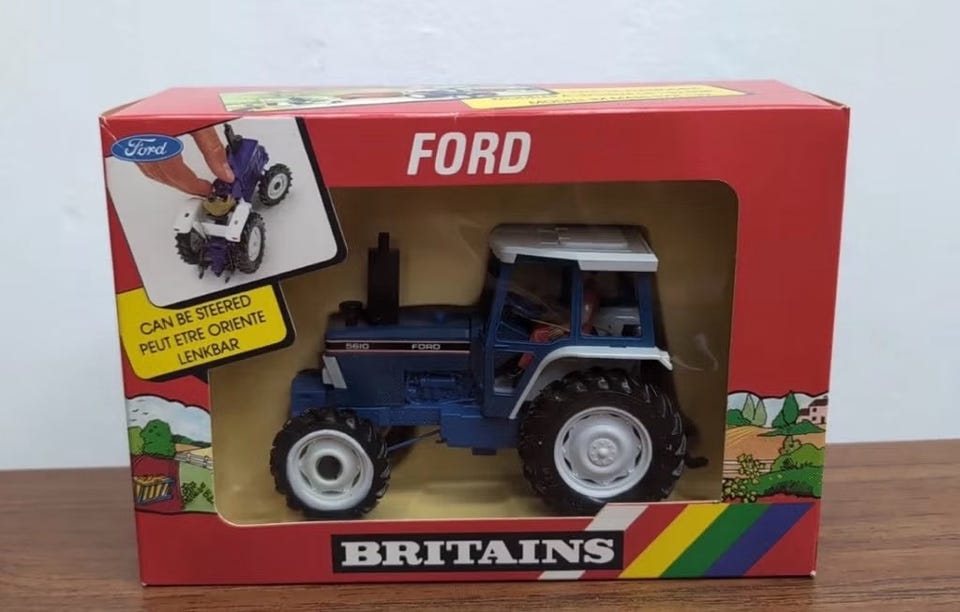 Ford
FORD
CAN BE STEERED
PEUT ETRE ORIENTE
LENKBAR
5610 FORD
BRITAINS